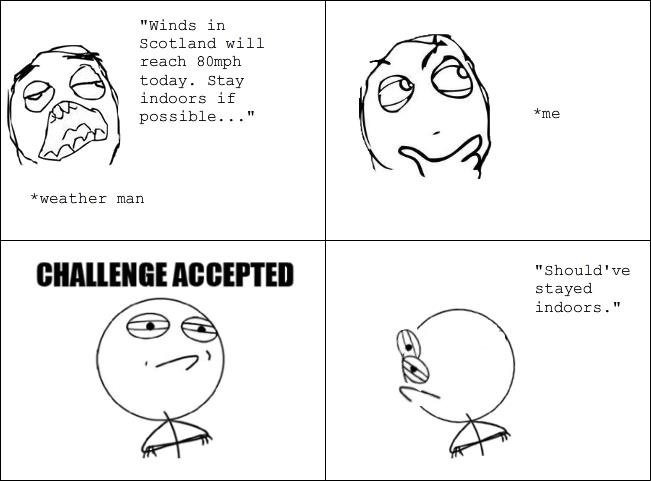 "Winds in
Scotland will
reach 80mph
today. Stay
indoors if
possible..."
*weather man
*me
CHALLENGE ACCEPTED
"Should've
stayed
indoors."